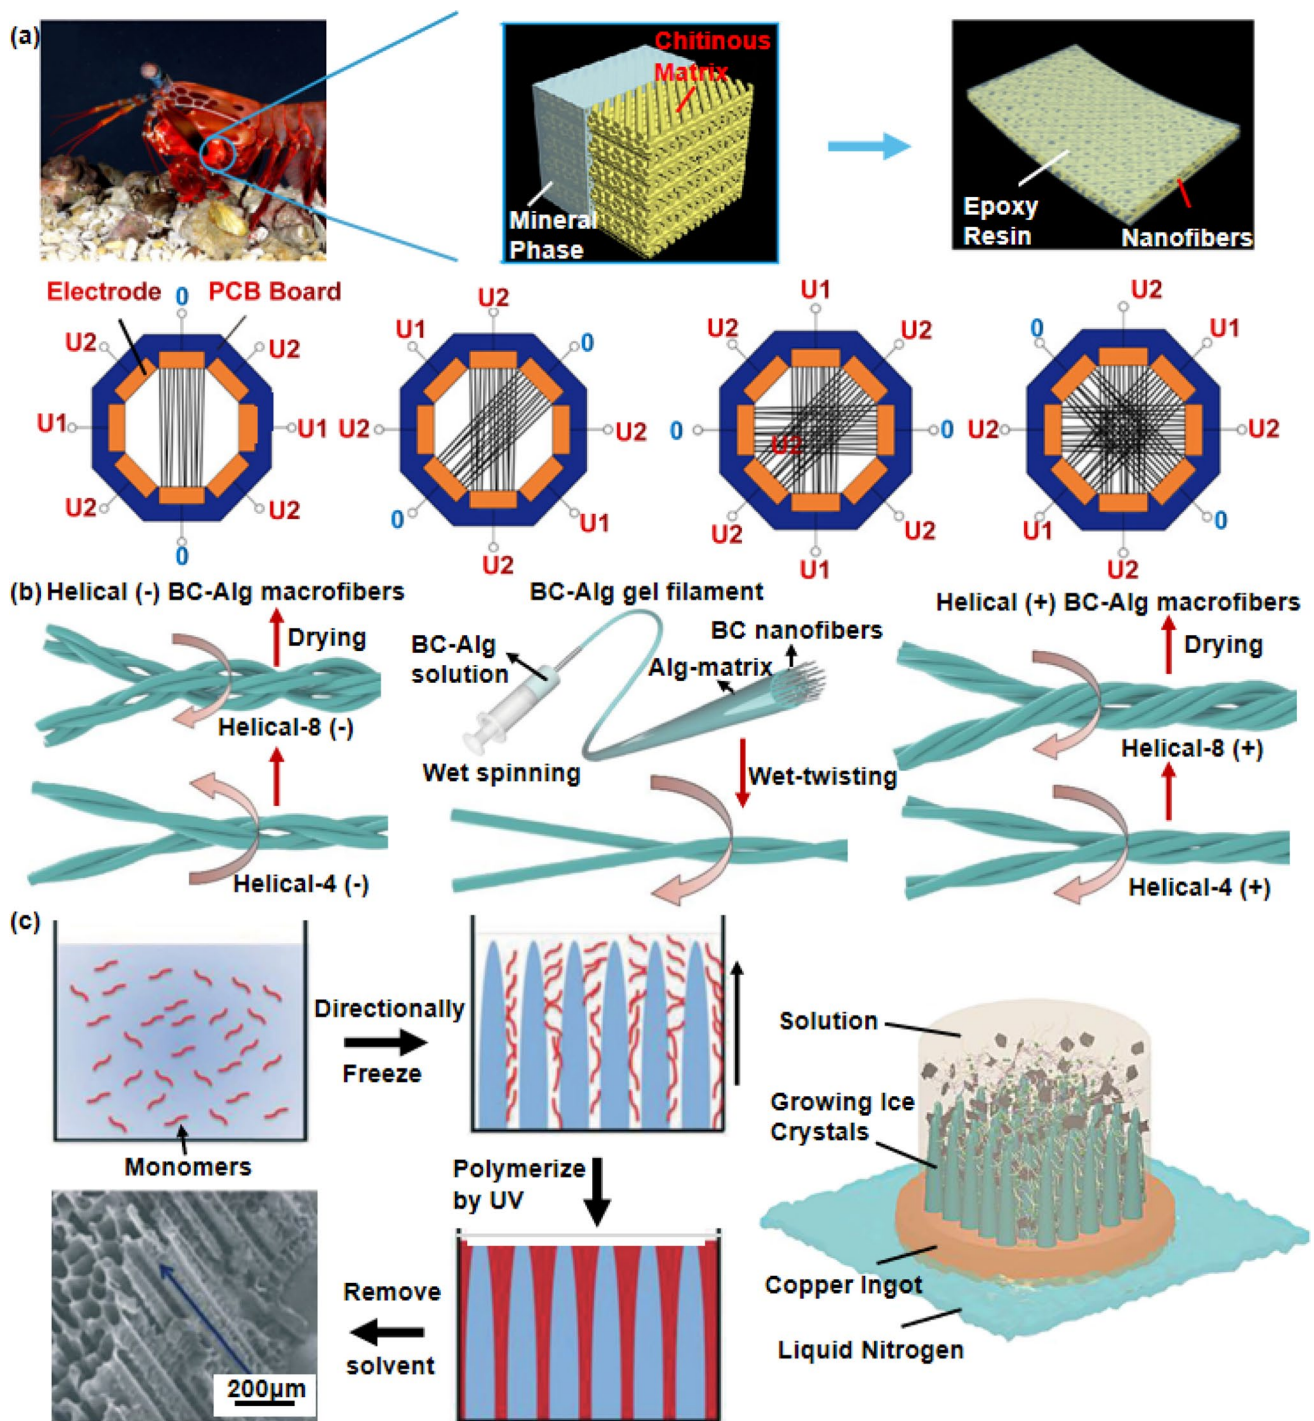 (a)
Chitinous
Matrix
Mineral
Phase
Epoxy
Resin
Nanofibers
Electrode
0
PCB Board
U2
U2
U1
U1
U2
U2
0
U2
U1
0
U2
U2
0
U1
U2
U1
U2
U2
0
U2
0
U2
U2
U1
U2
0
U1
U2
U2
U1
0
U2
(b)
Helical (-) BC-Alg macrofibers
Drying
Helical-8 (-)
Helical-4 (-)
BC-Alg gel filament
BC-Alg
solution
BC nanofibers
Alg-matrix
Wet spinning
Wet-twisting
Helical (+) BC-Alg macrofibers
Drying
Helical-8 (+)
Helical-4 (+)
(c)
Directionally
Freeze
Monomers
Polymerize
by UV
Remove
solvent
200μm
Solution
Growing Ice
Crystals
Copper Ingot
Liquid Nitrogen